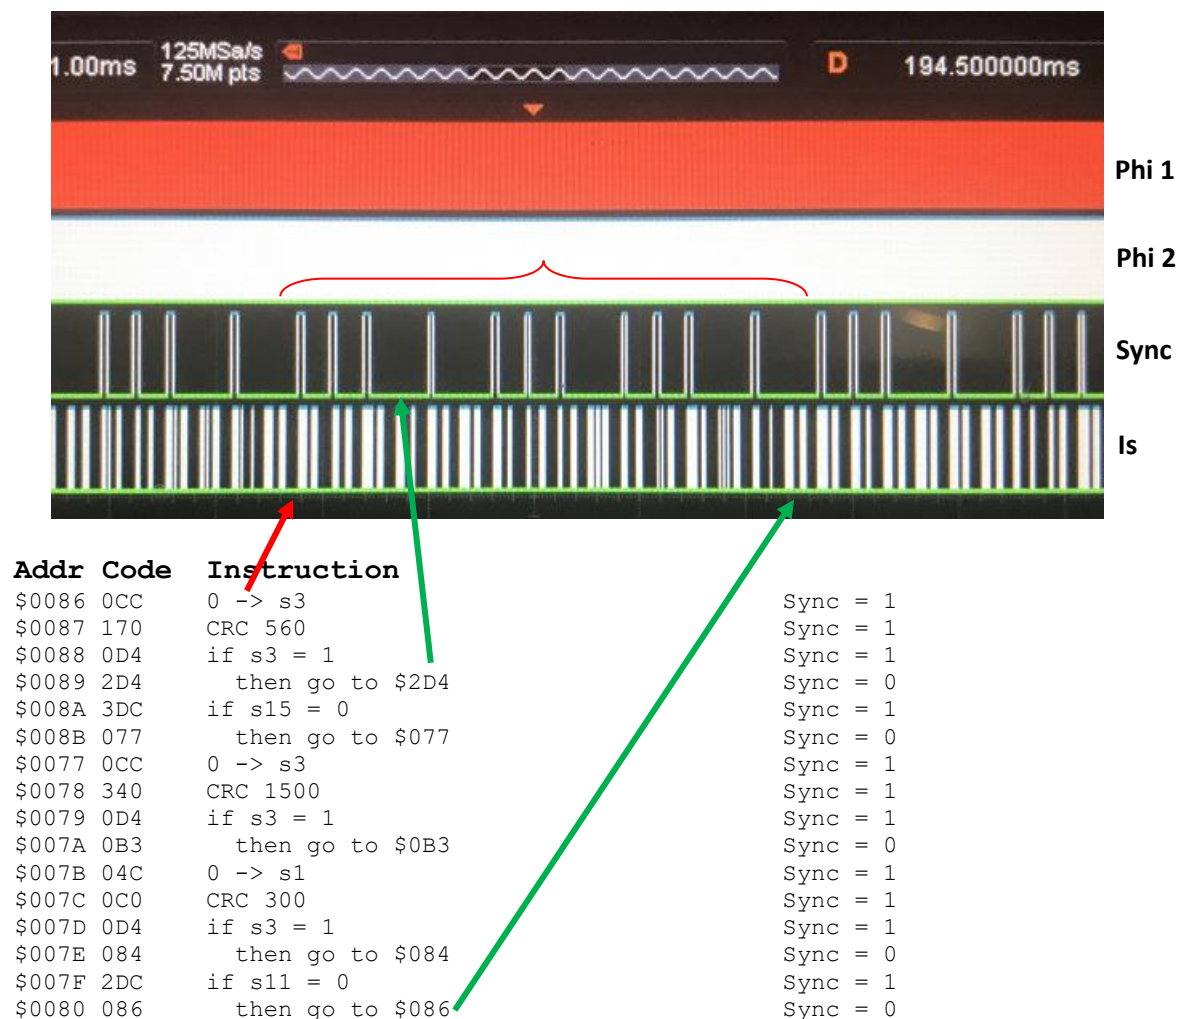 1.00ms 125MSa/s D 194.500000ms
7.50M pts
Phi 1
Phi 2
Sync
Is
Addr Code Instruction
$0086 0CC 0 -> s3 Sync = 1
$0087 170 CRC 560 Sync = 1
$0088 0D4 if s3 = 1 Sync = 1
$0089 2D4 then go to $2D4 Sync = 0
$008A 3DC if s15 = 0 Sync = 1
$008B 077 then go to $077 Sync = 0
$0077 0CC 0 -> s3 Sync = 1
$0078 340 CRC 1500 Sync = 1
$0079 0D4 if s3 = 1 Sync = 1
$007A 0B3 then go to $0B3 Sync = 0
$007B 04C 0 -> s1 Sync = 1
$007C 0C0 CRC 300 Sync = 1
$007D 0D4 if s3 = 1 Sync = 1
$007E 084 then go to $084 Sync = 0
$007F 2DC if s11 = 0 Sync = 1
$0080 086 then go to $086 Sync = 0